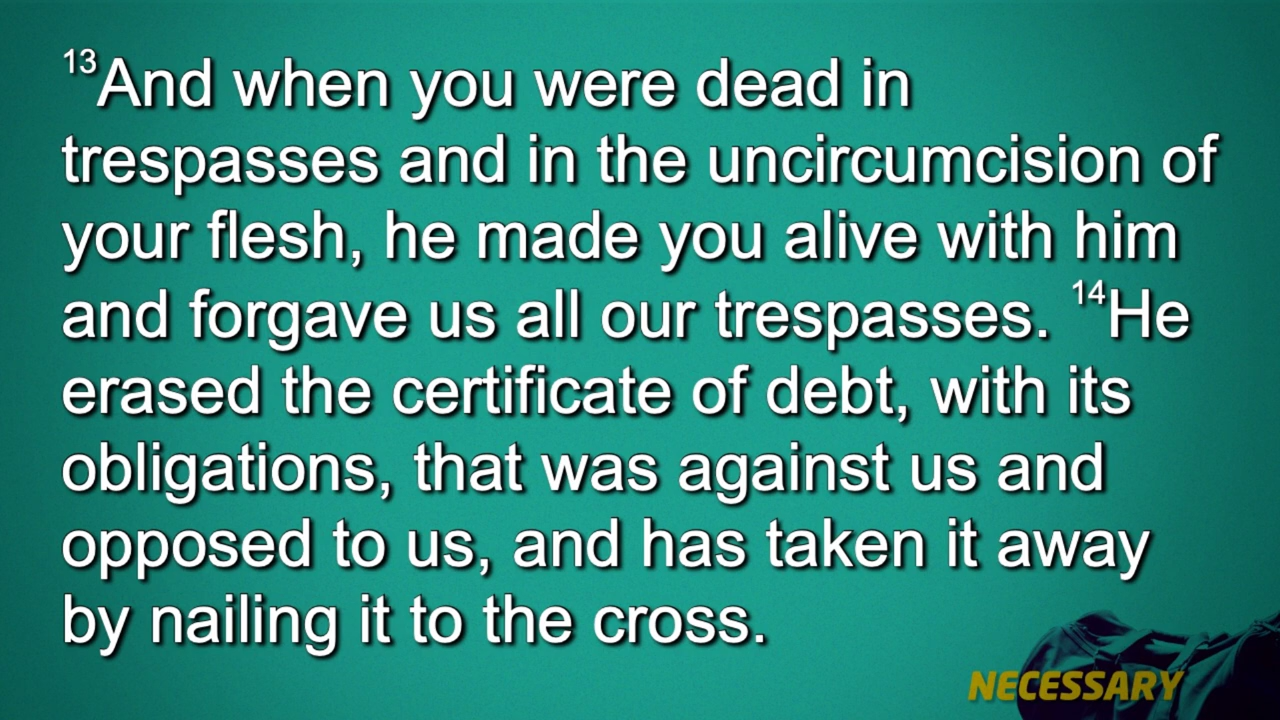 ¹³And when you were dead in
trespasses and in the uncircumcision of
your flesh, he made you alive with him
and forgave us all our trespasses. ¹⁴He
erased the certificate of debt, with its
obligations, that was against us and
opposed to us, and has taken it away
by nailing it to the cross.
NECESSARY